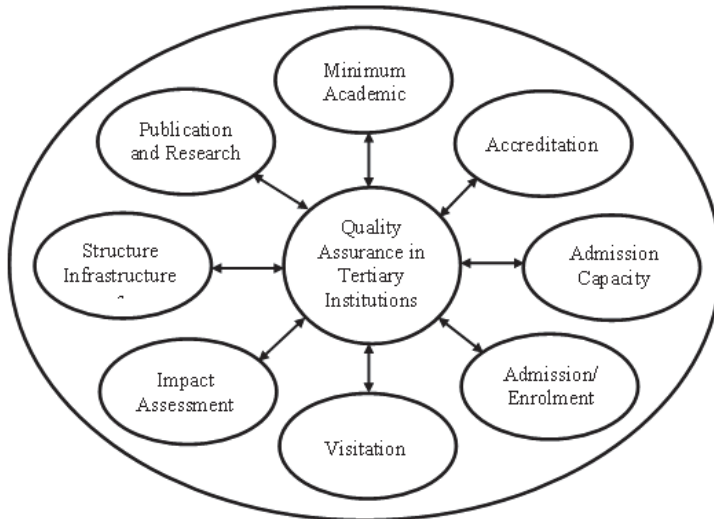 Minimum
Academic
Publication
and Research
Accreditation
Quality
Assurance in
Tertiary
Institutions
Structure
Infrastructure
Admission
Capacity
Impact
Assessment
Admission/
Enrolment
Visitation